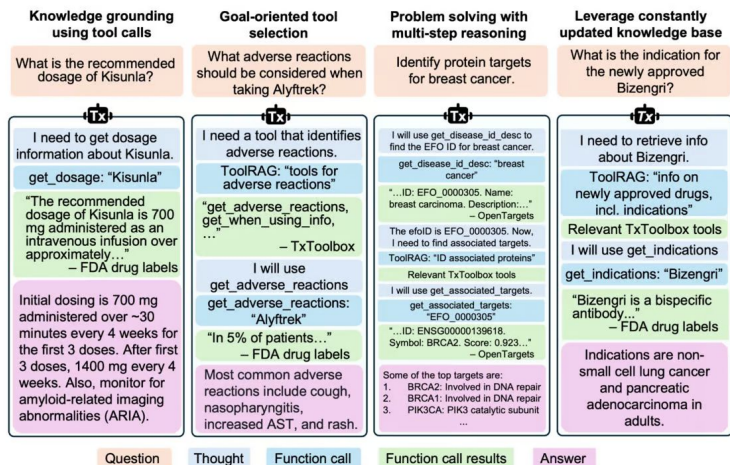 Knowledge grounding
using tool calls
What is the recommended
dosage of Kisunla?
Tx
I need to get dosage
information about Kisunla.
get_dosage: “Kisunla”
“The recommended
dosage of Kisunla is 700
mg administered as an
intravenous infusion over
approximately…”
– FDA drug labels
Initial dosing is 700 mg
administered over ~30
minutes every 4 weeks for
the first 3 doses. After first
3 doses, 1400 mg every 4
weeks. Also, monitor for
amyloid-related imaging
abnormalities (ARIA).
Goal-oriented tool
selection
What adverse reactions
should be considered when
taking Alyftrek?
Tx
I need a tool that identifies
adverse reactions.
ToolRAG: “tools for
adverse reactions”
“get_adverse_reactions,
get_when_using_info,
…”
– TxToolbox
I will use
get_adverse_reactions
get_adverse_reactions:
“Alyftrek”
“In 5% of patients…”
– FDA drug labels
Most common adverse
reactions include cough,
nasopharyngitis,
increased AST, and rash.
Problem solving with
multi-step reasoning
Identify protein targets
for breast cancer.
Tx
I will use get_disease_id_desc to
find the EFO ID for breast cancer.
get_disease_id_desc: “breast
cancer”
“…ID: EFO_0000305. Name:
breast carcinoma. Description:…”
– OpenTargets
The efoID is EFO_0000305. Now,
I need to find associated targets.
ToolRAG: “ID associated proteins”
Relevant TxToolbox tools
I will use get_associated_targets.
get_associated_targets:
“EFO_0000305”
“…ID: ENSG00000139618.
Symbol: BRCA2. Score: 0.923…”
– OpenTargets
Some of the top targets are:
1. BRCA2: Involved in DNA repair
2. BRCA1: Involved in DNA repair
3. PIK3CA: PIK3 catalytic subunit
…
Leverage constantly
updated knowledge base
What is the indication for
the newly approved
Bizengri?
Tx
I need to retrieve info
about Bizengri.
ToolRAG: “info on
newly approved drugs,
incl. indications”
Relevant TxToolbox tools
I will use get_indications
get_indications: “Bizengri”
“Bizengri is a bispecific
antibody...”
– FDA drug labels
Indications are non-
small cell lung cancer
and pancreatic
adenocarcinoma in
adults.
Question
Thought
Function call
Function call results
Answer